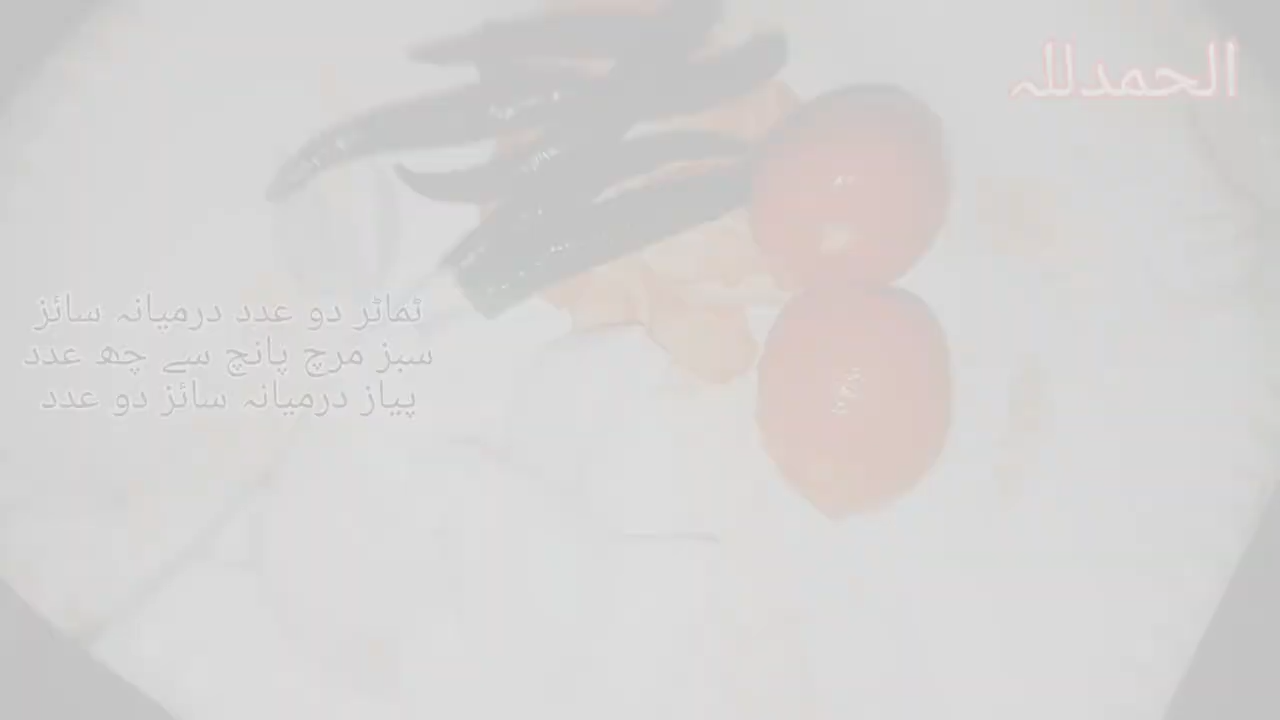 الحمدللہ
ٹماٹر دو عدد درمیانہ سائز
سبز مرچ پانچ سے چھ عدد
پیاز درمیانہ سائز دو عدد